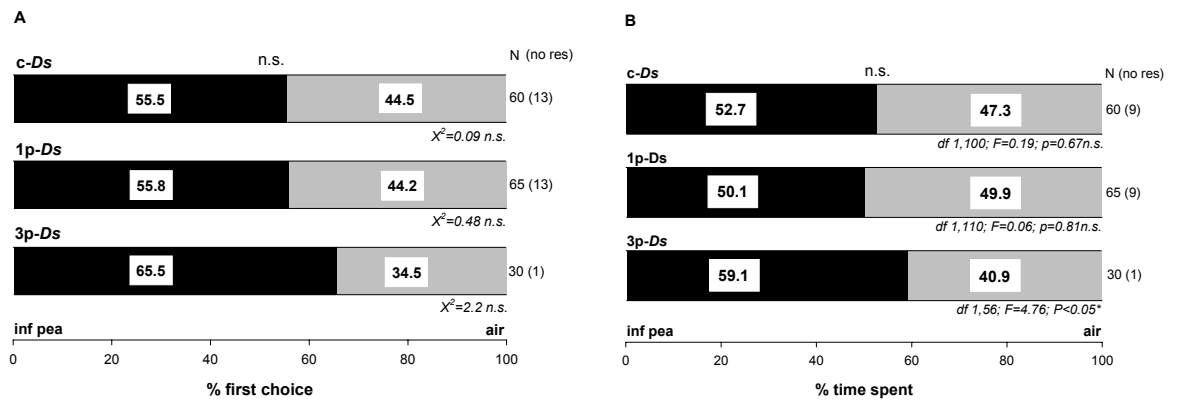 A
n.s.
N (no res)
c-Ds
55.5
44.5
60 (13)
X²=0.09 n.s.
1p-Ds
55.8
44.2
65 (13)
X²=0.48 n.s.
3p-Ds
65.5
34.5
30 (1)
X²=2.2 n.s.
inf pea air
0 20 40 60 80 100
% first choice
B
n.s.
N (no res)
c-Ds
52.7
47.3
60 (9)
df 1,100; F=0.19; p=0.67n.s.
1p-Ds
50.1
49.9
65 (9)
df 1,110; F=0.06; p=0.81n.s.
3p-Ds
59.1
40.9
30 (1)
df 1,56; F=4.76; P<0.05*
inf pea air
0 20 40 60 80 100
% time spent